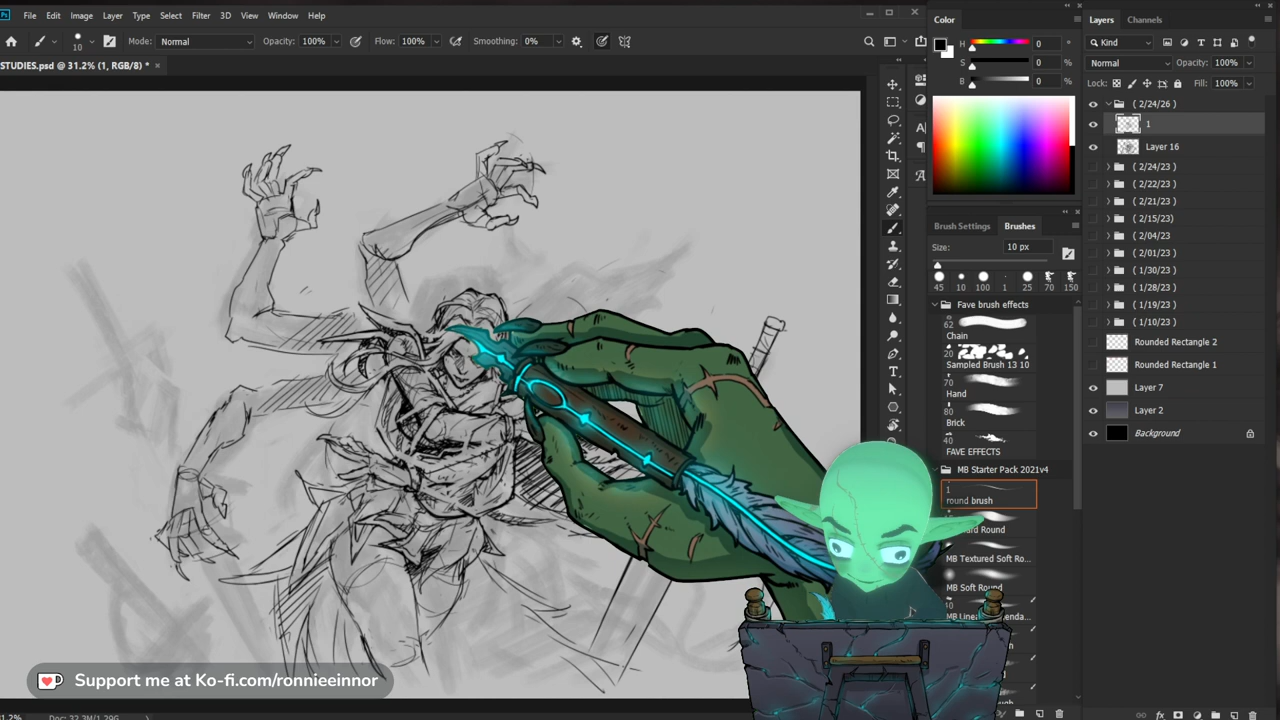 Ps File Edit Image Layer Type Select Filter 3D View Window Help
10 Mode: Normal Opacity: 100% Flow: 100% Smoothing: 0%
STUDIES.psd @ 31.2% (1, RGB/8) * ×
Color
H 0 °
S 0 %
B 0 %
Brush Settings Brushes
Size: 10 px
45 10 100 1 25 70 150
Fave brush effects
62
Chain
20
Sampled Brush 13 10
70
Hand
80
Brick
40
FAVE EFFECTS
MB Starter Pack 2021v4
1
round brush
MB Textured Soft Ro...
MB Soft Round
Layers Channels
Kind
Normal Opacity: 100%
Lock: Fill: 100%
( 2/24/26 )
1
Layer 16
( 2/24/23 )
( 2/22/23 )
( 2/21/23 )
( 2/15/23)
( 2/04/23
( 2/01/23 )
( 1/30/23 )
( 1/28/23 )
( 1/19/23 )
( 1/10/23 )
Rounded Rectangle 2
Rounded Rectangle 1
Layer 7
Layer 2
Background
Support me at Ko-fi.com/ronnieeinnor
Doc: 32.3M/1.29G